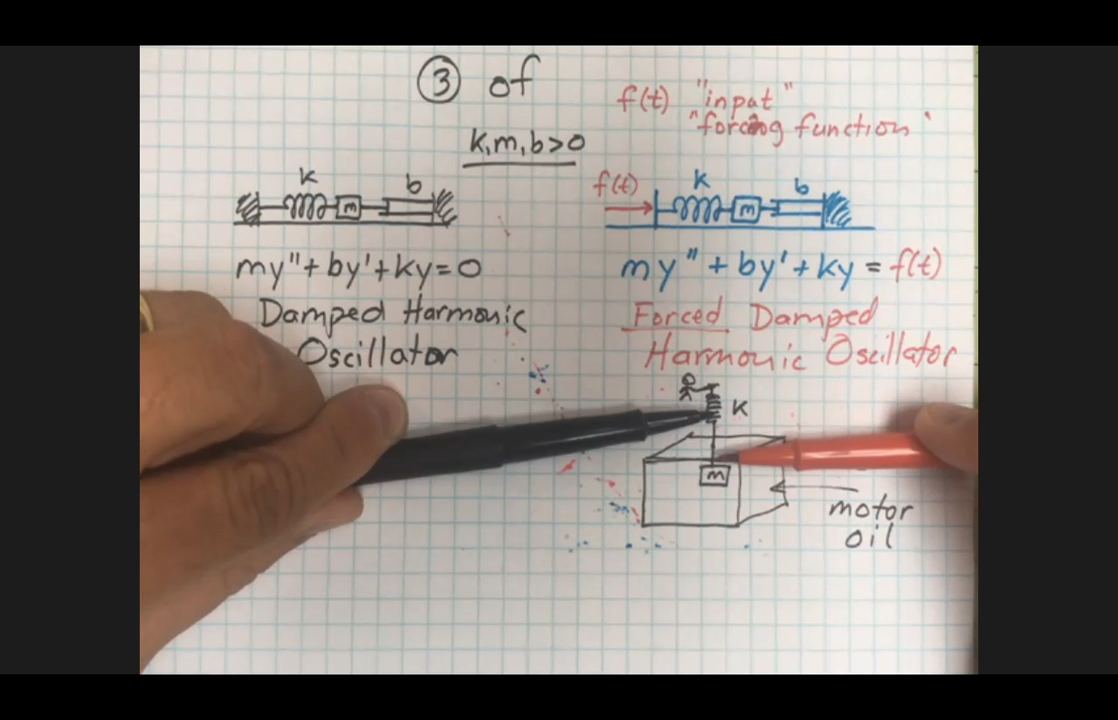 ③ of
f(t) "input"
"forcing function"
k,m,b>0
k
m
b
f(t)
k
m
b
my''+by'+ky=0
my''+by'+ky=f(t)
Damped Harmonic
Oscillator
Forced Damped
Harmonic Oscillator
k
m
motor
oil